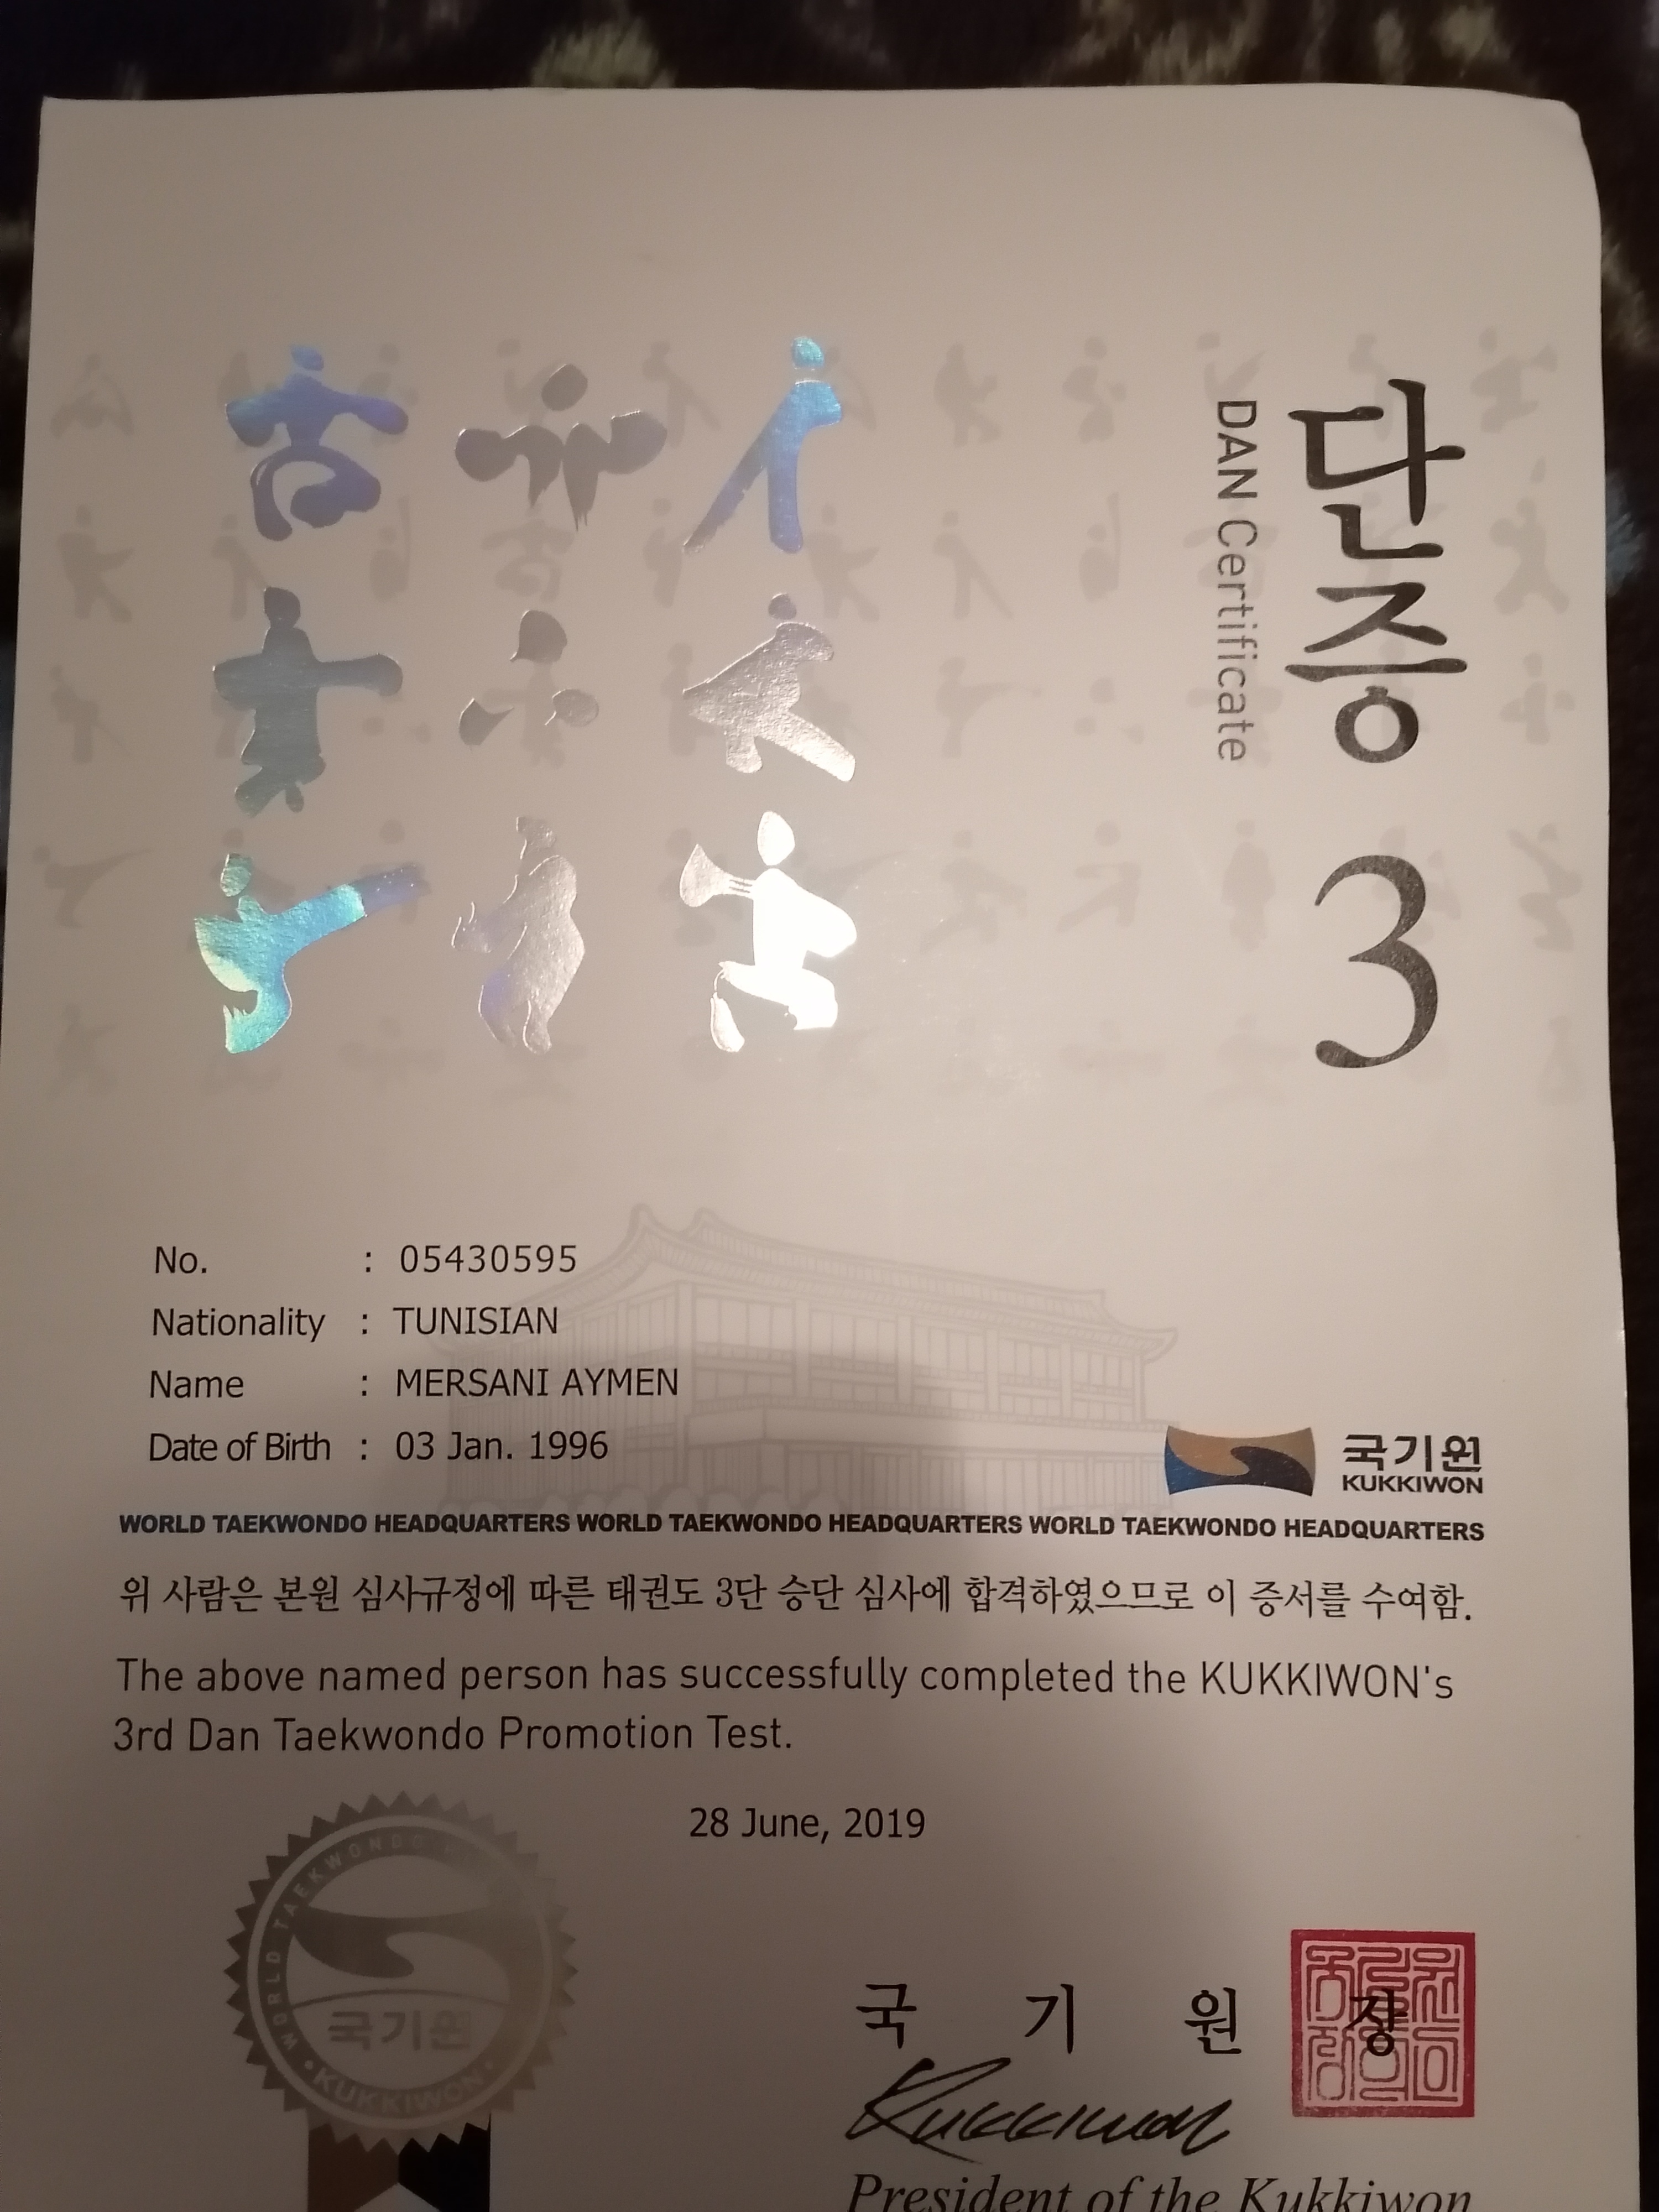 단증 3
DAN Certificate
No. : 05430595
Nationality : TUNISIAN
Name : MERSANI AYMEN
Date of Birth : 03 Jan. 1996
국기원
KUKKIWON
WORLD TAEKWONDO HEADQUARTERS WORLD TAEKWONDO HEADQUARTERS WORLD TAEKWONDO HEADQUARTERS
위 사람은 본원 심사규정에 따른 태권도 3단 승단 심사에 합격하였으므로 이 증서를 수여함.
The above named person has successfully completed the KUKKIWON's
3rd Dan Taekwondo Promotion Test.
28 June, 2019
WORLD TAEKWONDO
국기원
KUKKIWON
국 기 원 장
Kukkiwon
President of the Kukkiwon